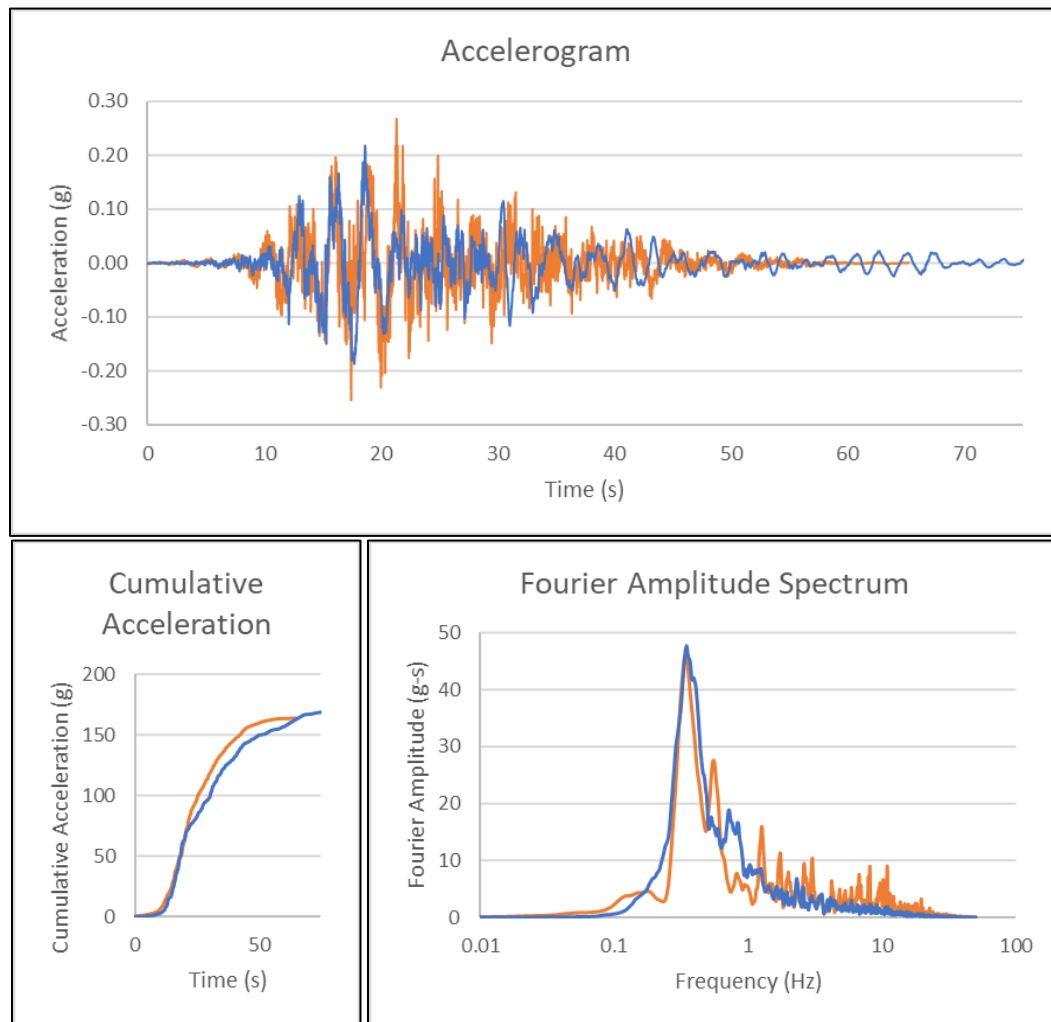 Accelerogram
Acceleration (g)
0.30
0.20
0.10
0.00
-0.10
-0.20
-0.30
0 10 20 30 40 50 60 70
Time (s)
Cumulative
Acceleration
Cumulative Acceleration (g)
200
150
100
50
0
0 50
Time (s)
Fourier Amplitude Spectrum
Fourier Amplitude (g-s)
50
40
30
20
10
0
0.01 0.1 1 10 100
Frequency (Hz)